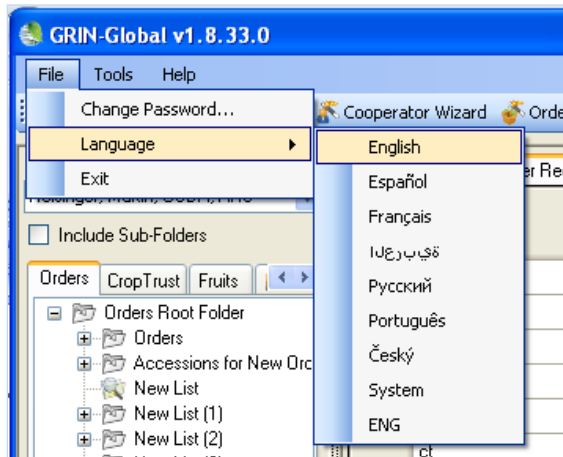 GRIN-Global v1.8.33.0
File Tools Help
Change Password...
Cooperator Wizard Orde
Language
English
er Re
Exit
Español
Include Sub-Folders
Français
العربية
Orders CropTrust Fruits
Русский
Orders Root Folder
Português
Orders
Český
Accessions for New Orc
New List
System
New List (1)
ENG
New List (2)
ct